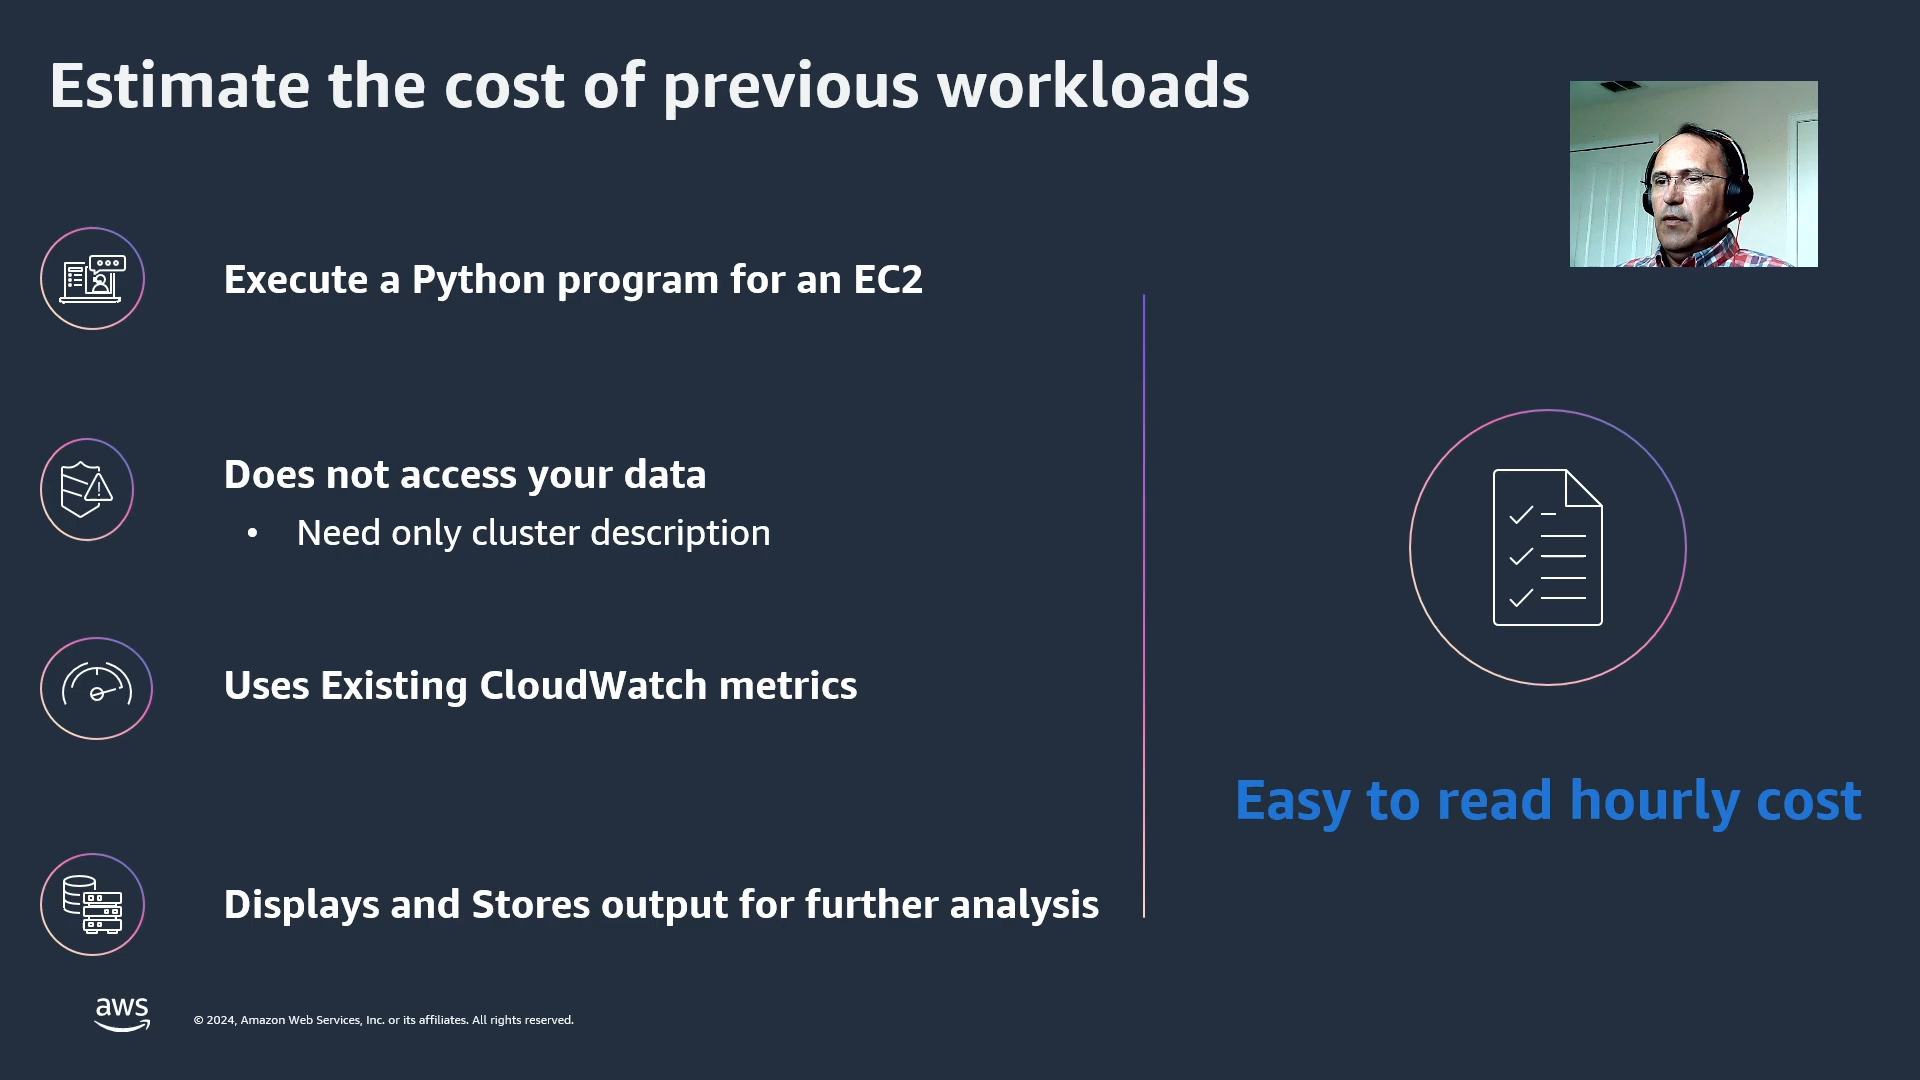 Estimate the cost of previous workloads
Execute a Python program for an EC2
Does not access your data
• Need only cluster description
Uses Existing CloudWatch metrics
Displays and Stores output for further analysis
Easy to read hourly cost
aws
© 2024, Amazon Web Services, Inc. or its affiliates. All rights reserved.